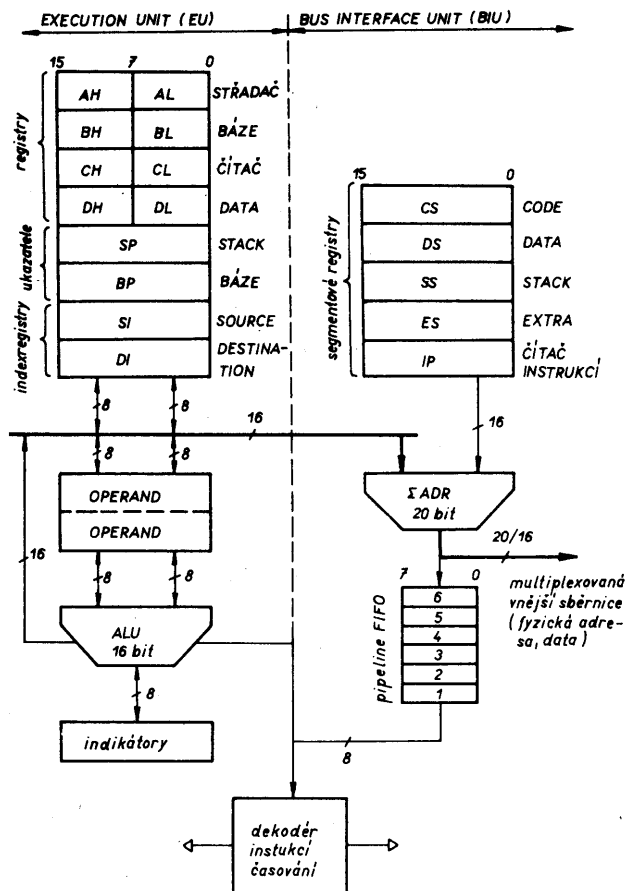 EXECUTION UNIT (EU)
BUS INTERFACE UNIT (BIU)
15 7 0
registry
AH AL STŘADAČ
BH BL BÁZE
CH CL ČÍTAČ
DH DL DATA
ukazatele
SP STACK
BP BÁZE
indexregistry
SI SOURCE
DI DESTINA-
TION
15 0
segmentové registry
CS CODE
DS DATA
SS STACK
ES EXTRA
IP ČÍTAČ
INSTRUKCÍ
8 8
16
16
8 8
OPERAND
OPERAND
Σ ADR
20 bit
16
8 8
20/16
multiplexovaná
vnější sběrnice
(fyzická adre-
sa, data)
7 0
pipeline FIFO
6
5
4
3
2
1
ALU
16 bit
8
8
indikátory
dekodér
instukcí
časování